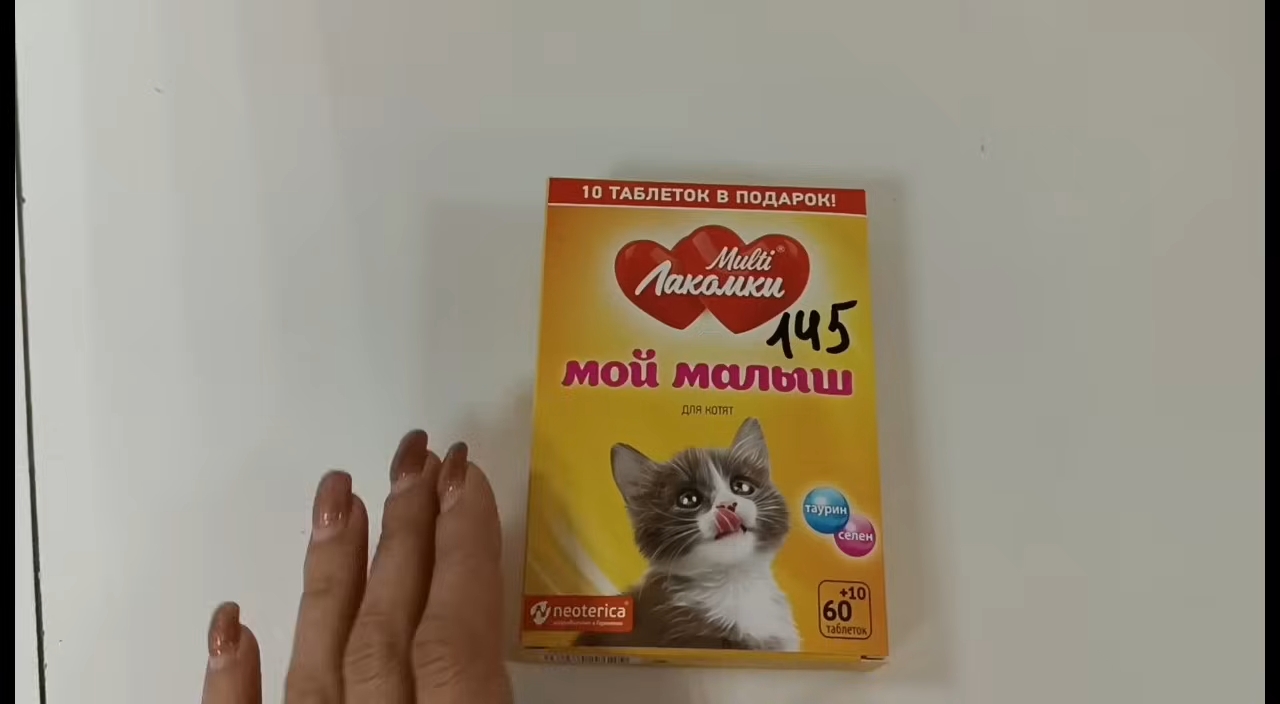 10 ТАБЛЕТОК В ПОДАРОК!
Multi®
Лакомки
145
мой малыш
ДЛЯ КОТЯТ
таурин
селен
+10
60
таблеток
neoterica®